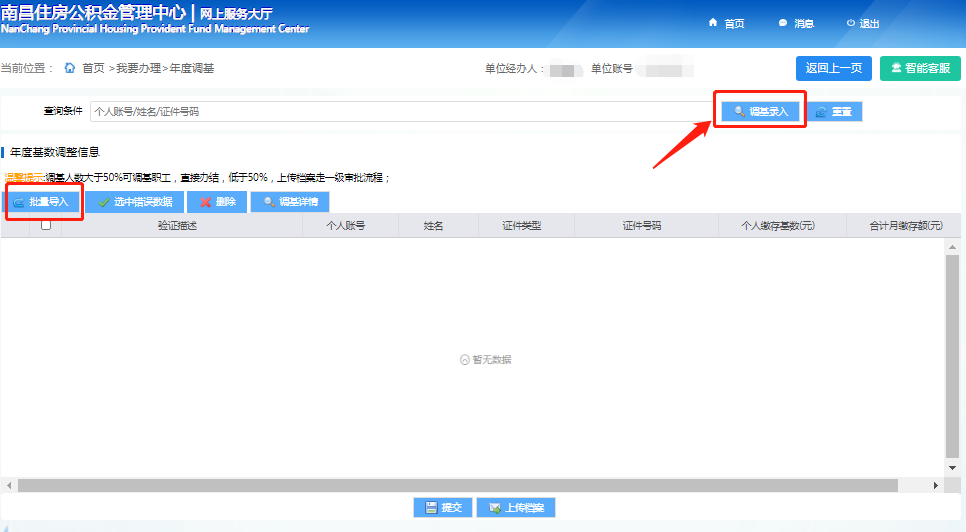 南昌住房公积金管理中心 | 网上服务大厅
NanChang Provincial Housing Provident Fund Management Center
首页 消息 退出
当前位置： 首页 >我要办理>年度调基 单位经办人： 单位账号 返回上一页 智能客服
查询条件 个人账号/姓名/证件号码 调基录入 重置
年度基数调整信息
温馨提示:调基人数大于50%可调基职工，直接办结，低于50%，上传档案走一级审批流程；
批量导入 选中错误数据 删除 调基详情
验证描述 个人账号 姓名 证件类型 证件号码 个人缴存基数(元) 合计月缴存额(元)
暂无数据
提交 上传档案